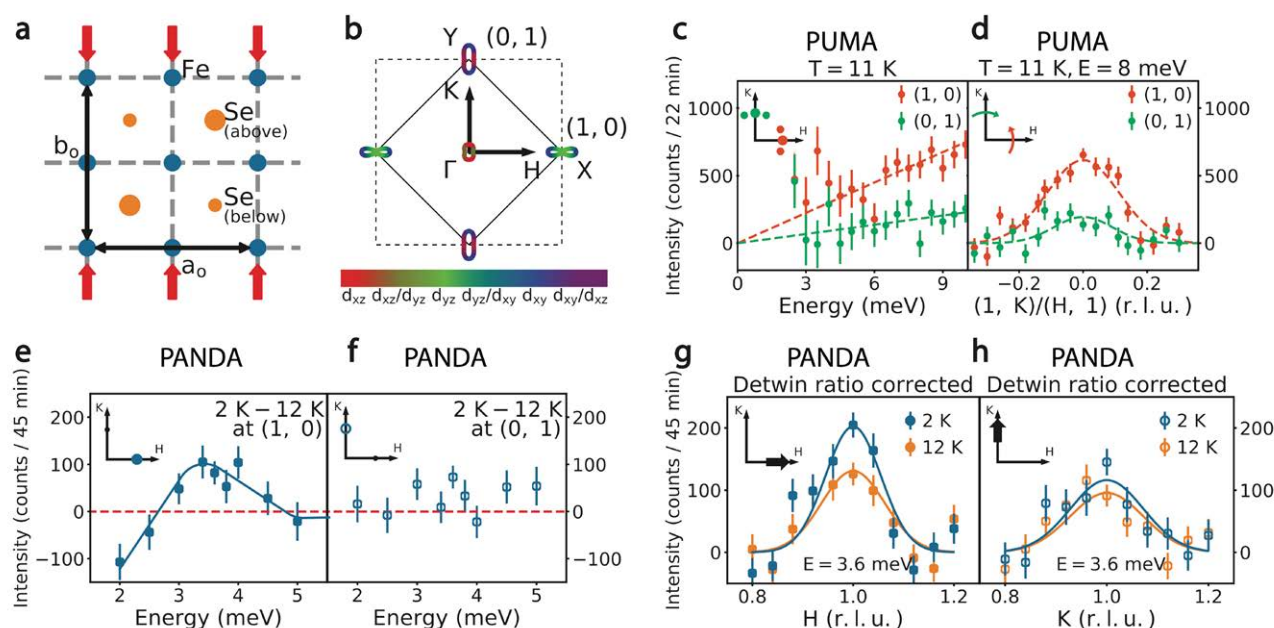 a
Fe
Se
(above)
b₀
Se
(below)
a₀
b
Y
(0, 1)
K
(1, 0)
Γ
H
X
d_xz d_xz/d_yz d_yz d_yz/d_xy d_xy d_xy/d_xz
c
PUMA
T = 11 K
Intensity (counts / 22 min)
1000
500
0
K
H
(1, 0)
(0, 1)
0 3 6 9
Energy (meV)
d
PUMA
T = 11 K, E = 8 meV
K
H
(1, 0)
(0, 1)
1000
500
0
−0.2 0.0 0.2
(1, K)/(H, 1) (r. l. u.)
e
PANDA
Intensity (counts / 45 min)
200
100
0
−100
K
H
2 K − 12 K
at (1, 0)
2 3 4 5
Energy (meV)
f
PANDA
K
H
2 K − 12 K
at (0, 1)
200
100
0
−100
2 3 4 5
Energy (meV)
g
PANDA
Detwin ratio corrected
Intensity (counts / 45 min)
200
100
0
K
H
2 K
12 K
E = 3.6 meV
0.8 1.0 1.2
H (r. l. u.)
h
PANDA
Detwin ratio corrected
K
H
2 K
12 K
200
100
0
E = 3.6 meV
0.8 1.0 1.2
K (r. l. u.)